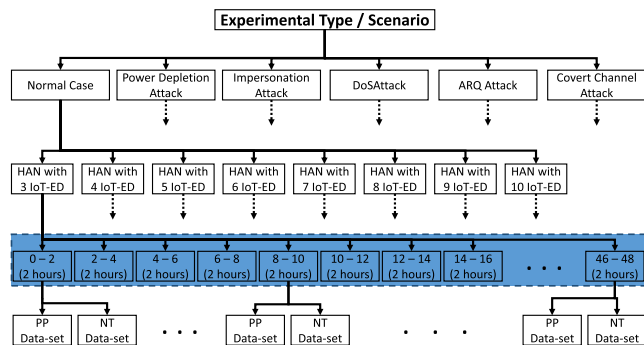 Experimental Type / Scenario
Normal Case
Power Depletion
Attack
Impersonation
Attack
DoSAttack
ARQ Attack
Covert Channel
Attack
HAN with
3 IoT-ED
HAN with
4 IoT-ED
HAN with
5 IoT-ED
HAN with
6 IoT-ED
HAN with
7 IoT-ED
HAN with
8 IoT-ED
HAN with
9 IoT-ED
HAN with
10 IoT-ED
0 – 2
(2 hours)
2 – 4
(2 hours)
4 – 6
(2 hours)
6 – 8
(2 hours)
8 – 10
(2 hours)
10 – 12
(2 hours)
12 – 14
(2 hours)
14 – 16
(2 hours)
. . .
46 – 48
(2 hours)
PP
Data-set
NT
Data-set
. . .
PP
Data-set
NT
Data-set
. . .
PP
Data-set
NT
Data-set